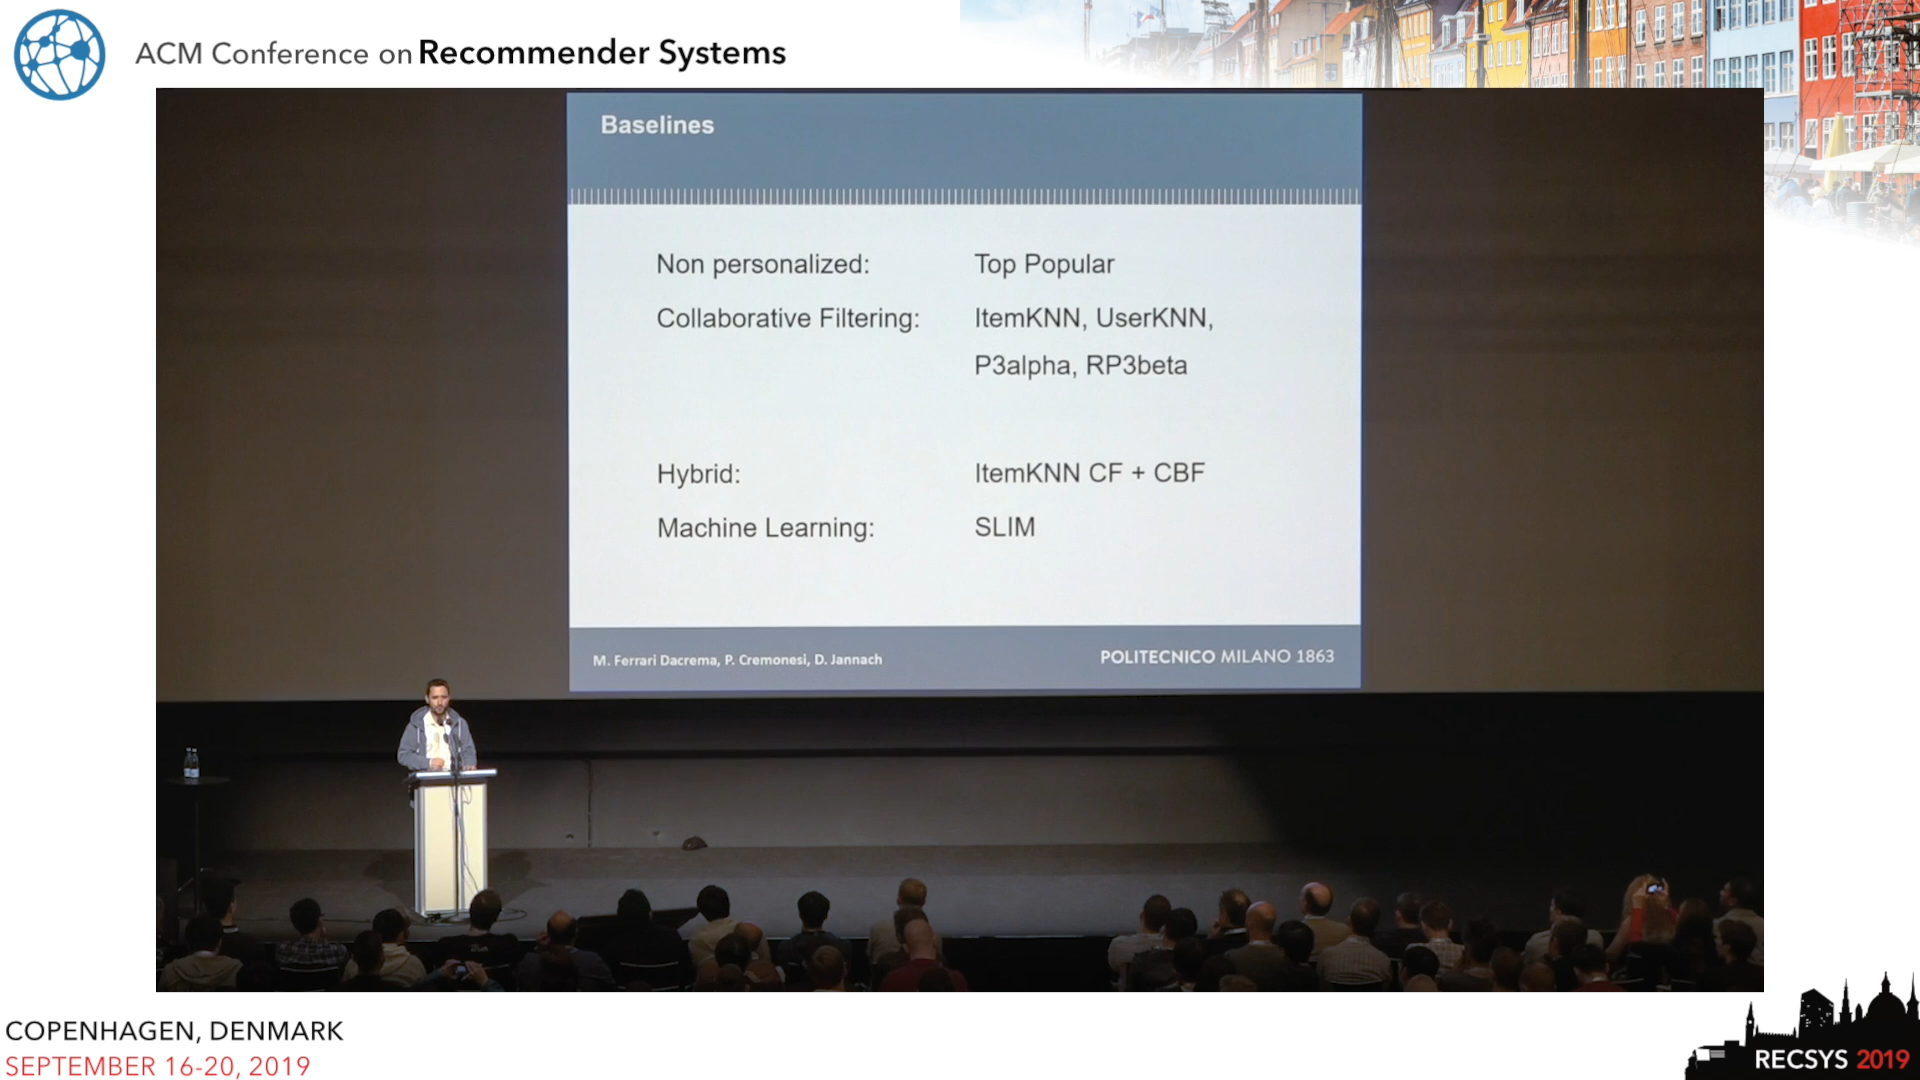 ACM Conference on Recommender Systems
Baselines
Non personalized: Top Popular
Collaborative Filtering: ItemKNN, UserKNN,
P3alpha, RP3beta
Hybrid: ItemKNN CF + CBF
Machine Learning: SLIM
M. Ferrari Dacrema, P. Cremonesi, D. Jannach
POLITECNICO MILANO 1863
COPENHAGEN, DENMARK
SEPTEMBER 16-20, 2019
RECSYS 2019